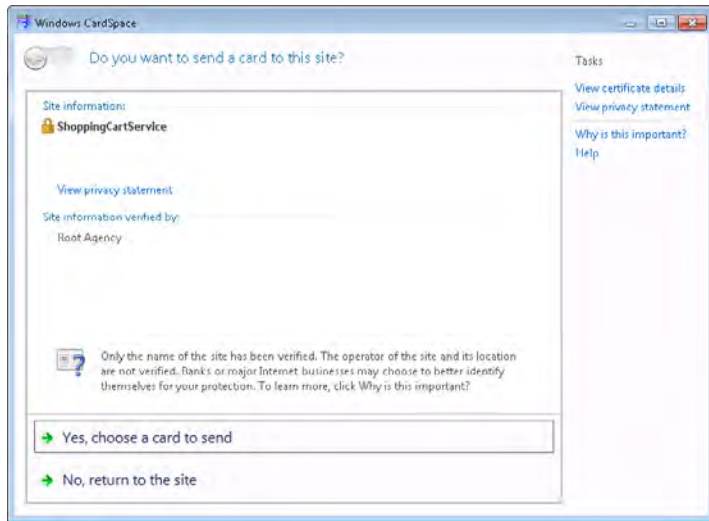 Windows CardSpace
Do you want to send a card to this site?
Site information:
ShoppingCartService
View privacy statement
Site information verified by:
Root Agency
Only the name of the site has been verified. The operator of the site and its location
are not verified. Banks or major Internet businesses may choose to better identify
themselves for your protection. To learn more, click Why is this important?
Yes, choose a card to send
No, return to the site
Tasks
View certificate details
View privacy statement
Why is this important?
Help